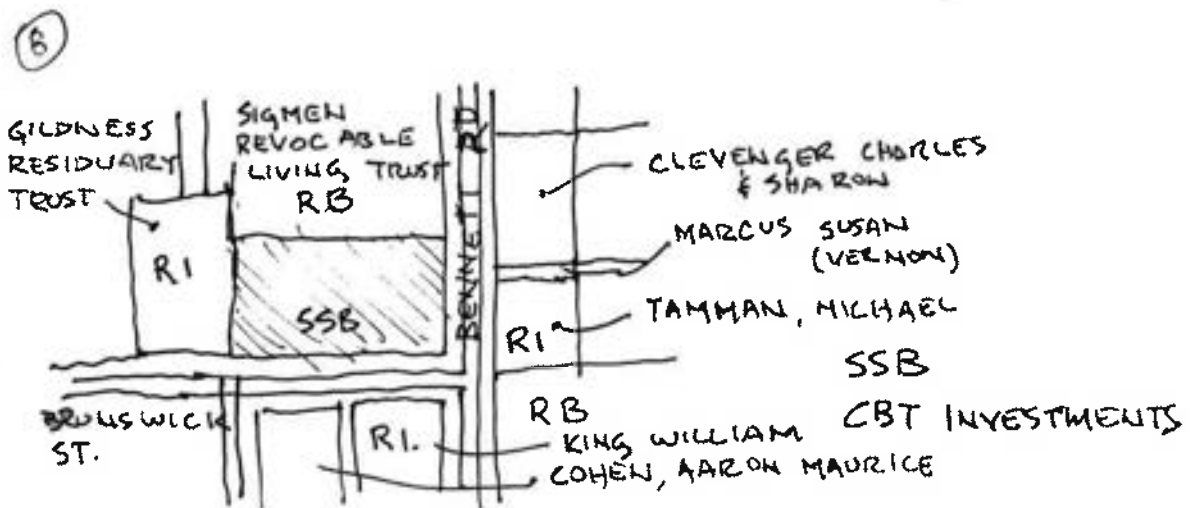 8
GILDNESS
RESIDUARY
TRUST
SIGMEN
REVOCABLE
LIVING TRUST
RB
BENNETT RD
CLEVENGER CHARLES
& SHARON
MARCUS SUSAN
(VERNON)
R1
SSB
R1
TAMMAN, MICHAEL
SSB
CBT INVESTMENTS
BRUNSWICK
ST.
R1.
RB
KING WILLIAM
COHEN, AARON MAURICE